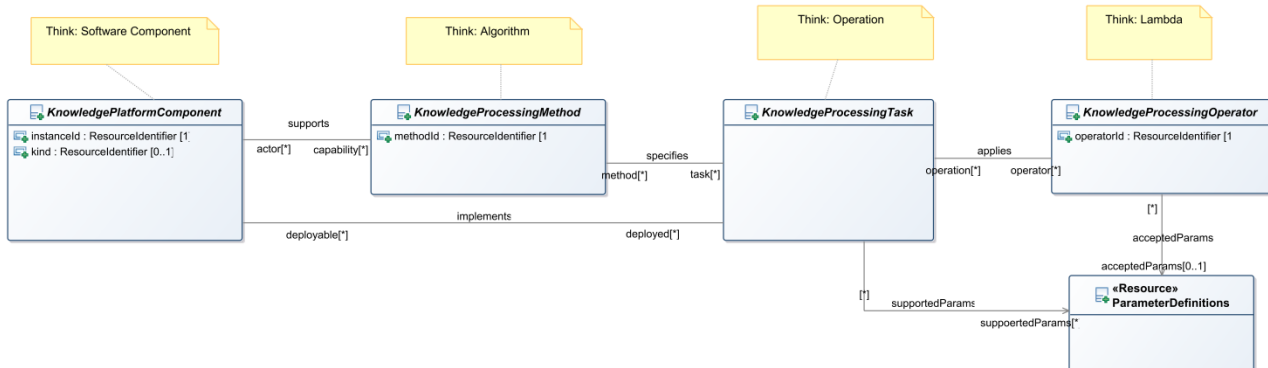 Think: Software Component
Think: Algorithm
Think: Operation
Think: Lambda
KnowledgePlatformComponent
instanceId : ResourceIdentifier [1]
kind : ResourceIdentifier [0..1]
supports
actor[*]
capability[*]
KnowledgeProcessingMethod
methodId : ResourceIdentifier [1
specifies
method[*]
task[*]
KnowledgeProcessingTask
applies
operation[*]
operator[*]
KnowledgeProcessingOperator
operatorId : ResourceIdentifier [1
implements
deployable[*]
deployed[*]
[*]
acceptedParams
acceptedParams[0..1]
[*]
supportedParams
suppoertedParams[*
«Resource»
ParameterDefinitions